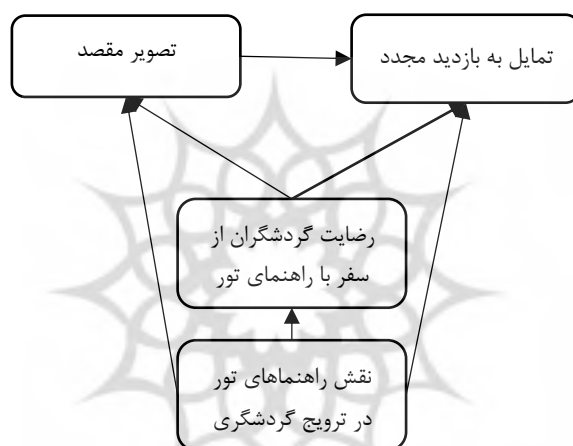 تصویر مقصد
تمایل به بازدید مجدد
رضایت گردشگران از
سفر با راهنمای تور
نقش راهنماهای تور
در ترویج گردشگری